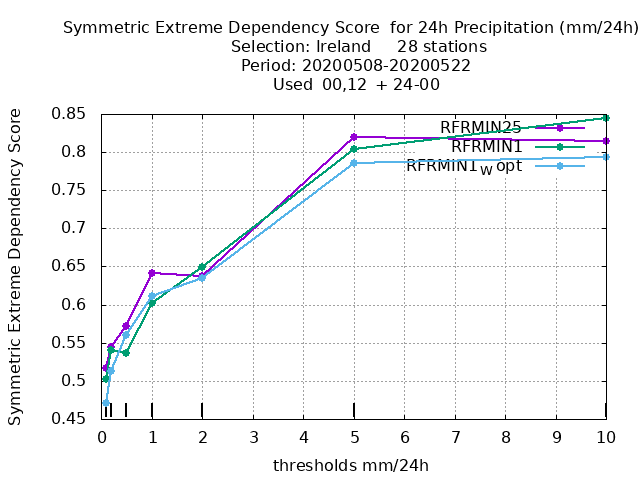 Symmetric Extreme Dependency Score  for 24h Precipitation (mm/24h)
Selection: Ireland     28 stations
Period: 20200508-20200522
Used  00,12  + 24-00
Symmetric Extreme Dependency Score
0.85
0.8
0.75
0.7
0.65
0.6
0.55
0.5
0.45
RFRMIN25
RFRMIN1
RFRMIN1_W opt
0 1 2 3 4 5 6 7 8 9 10
thresholds mm/24h